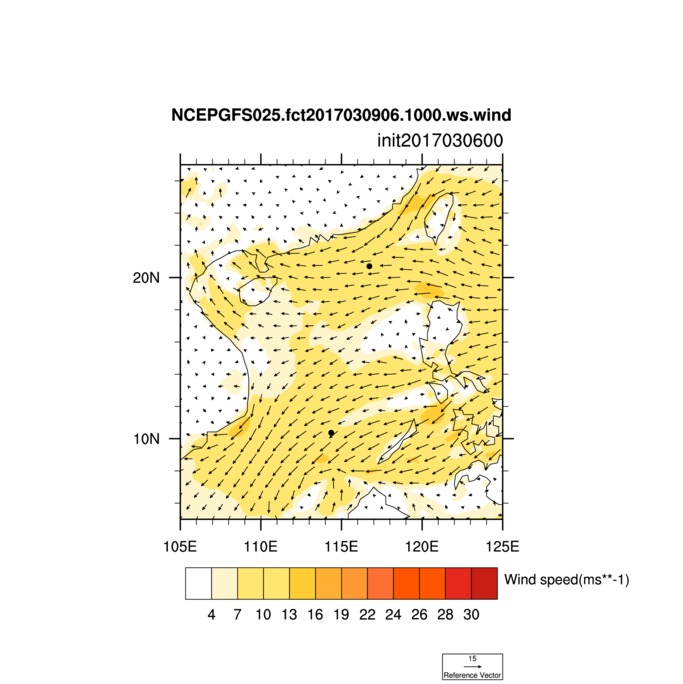 NCEPGFS025.fct2017030906.1000.ws.wind
init2017030600
20N
10N
105E 110E 115E 120E 125E
Wind speed(ms**-1)
4 7 10 13 16 19 22 24 26 28 30
15
Reference Vector